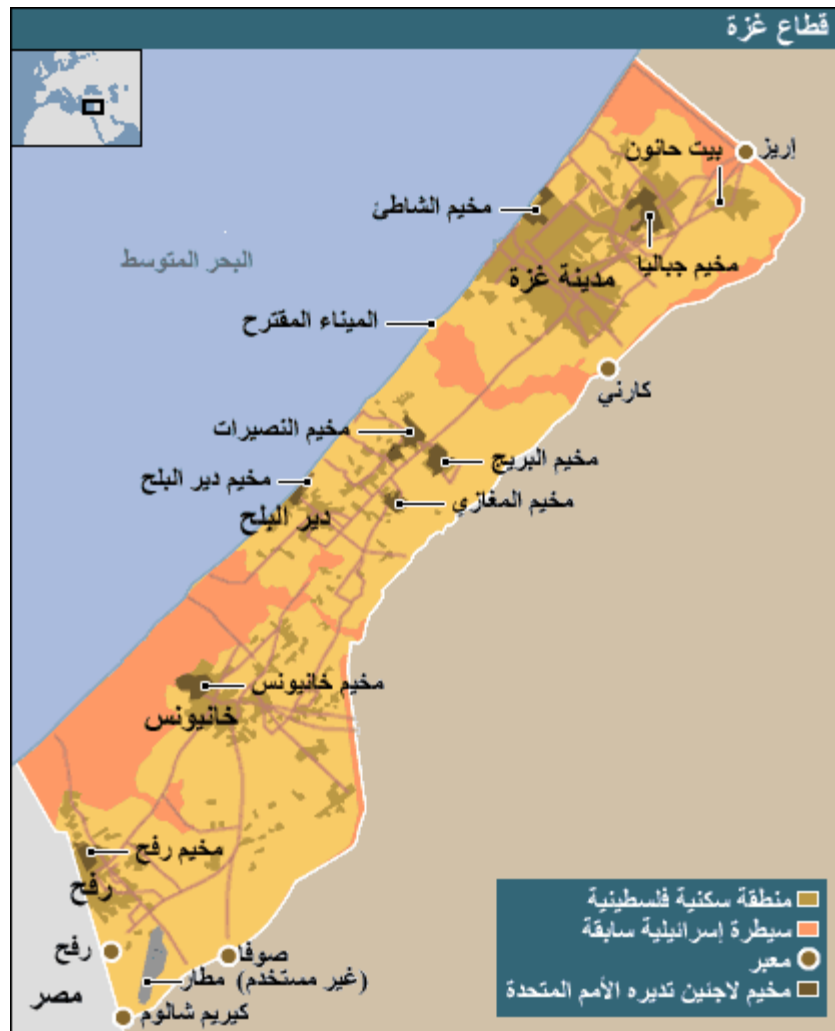 قطاع غزة
إريز
بيت حانون
مخيم الشاطئ
مخيم جباليا
البحر المتوسط
مدينة غزة
الميناء المقترح
كارني
مخيم النصيرات
مخيم البريج
مخيم دير البلح
مخيم المغازي
دير البلح
مخيم خانيونس
خانيونس
مخيم رفح
رفح
رفح
صوفا
مطار (غير مستخدم)
مصر
كيريم شالوم
منطقة سكنية فلسطينية
سيطرة إسرائيلية سابقة
معبر
مخيم لاجئين تديره الأمم المتحدة